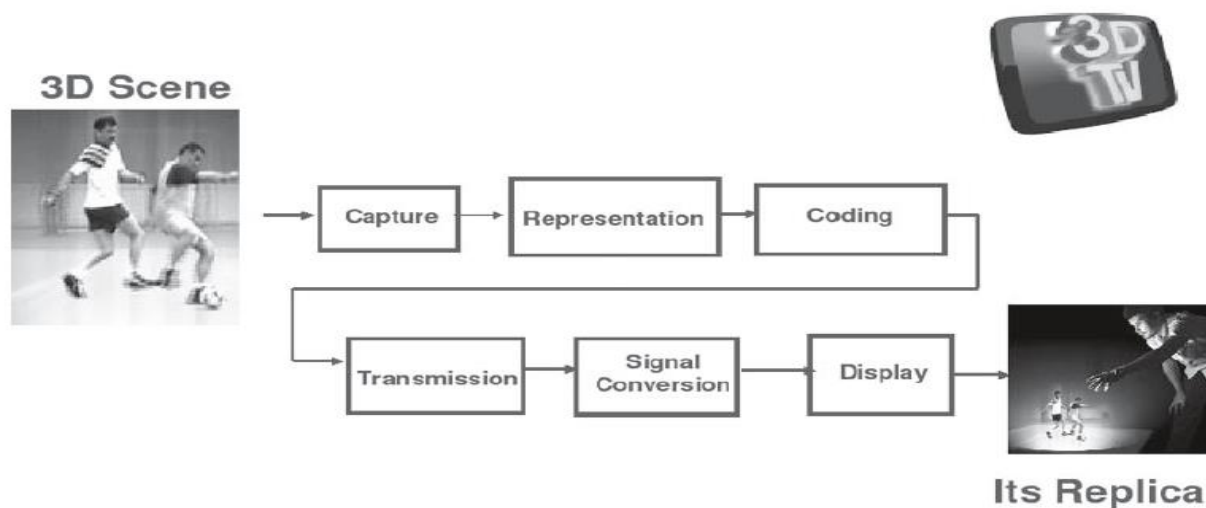 3D
TV
3D Scene
Capture
Representation
Coding
Transmission
Signal
Conversion
Display
Its Replica